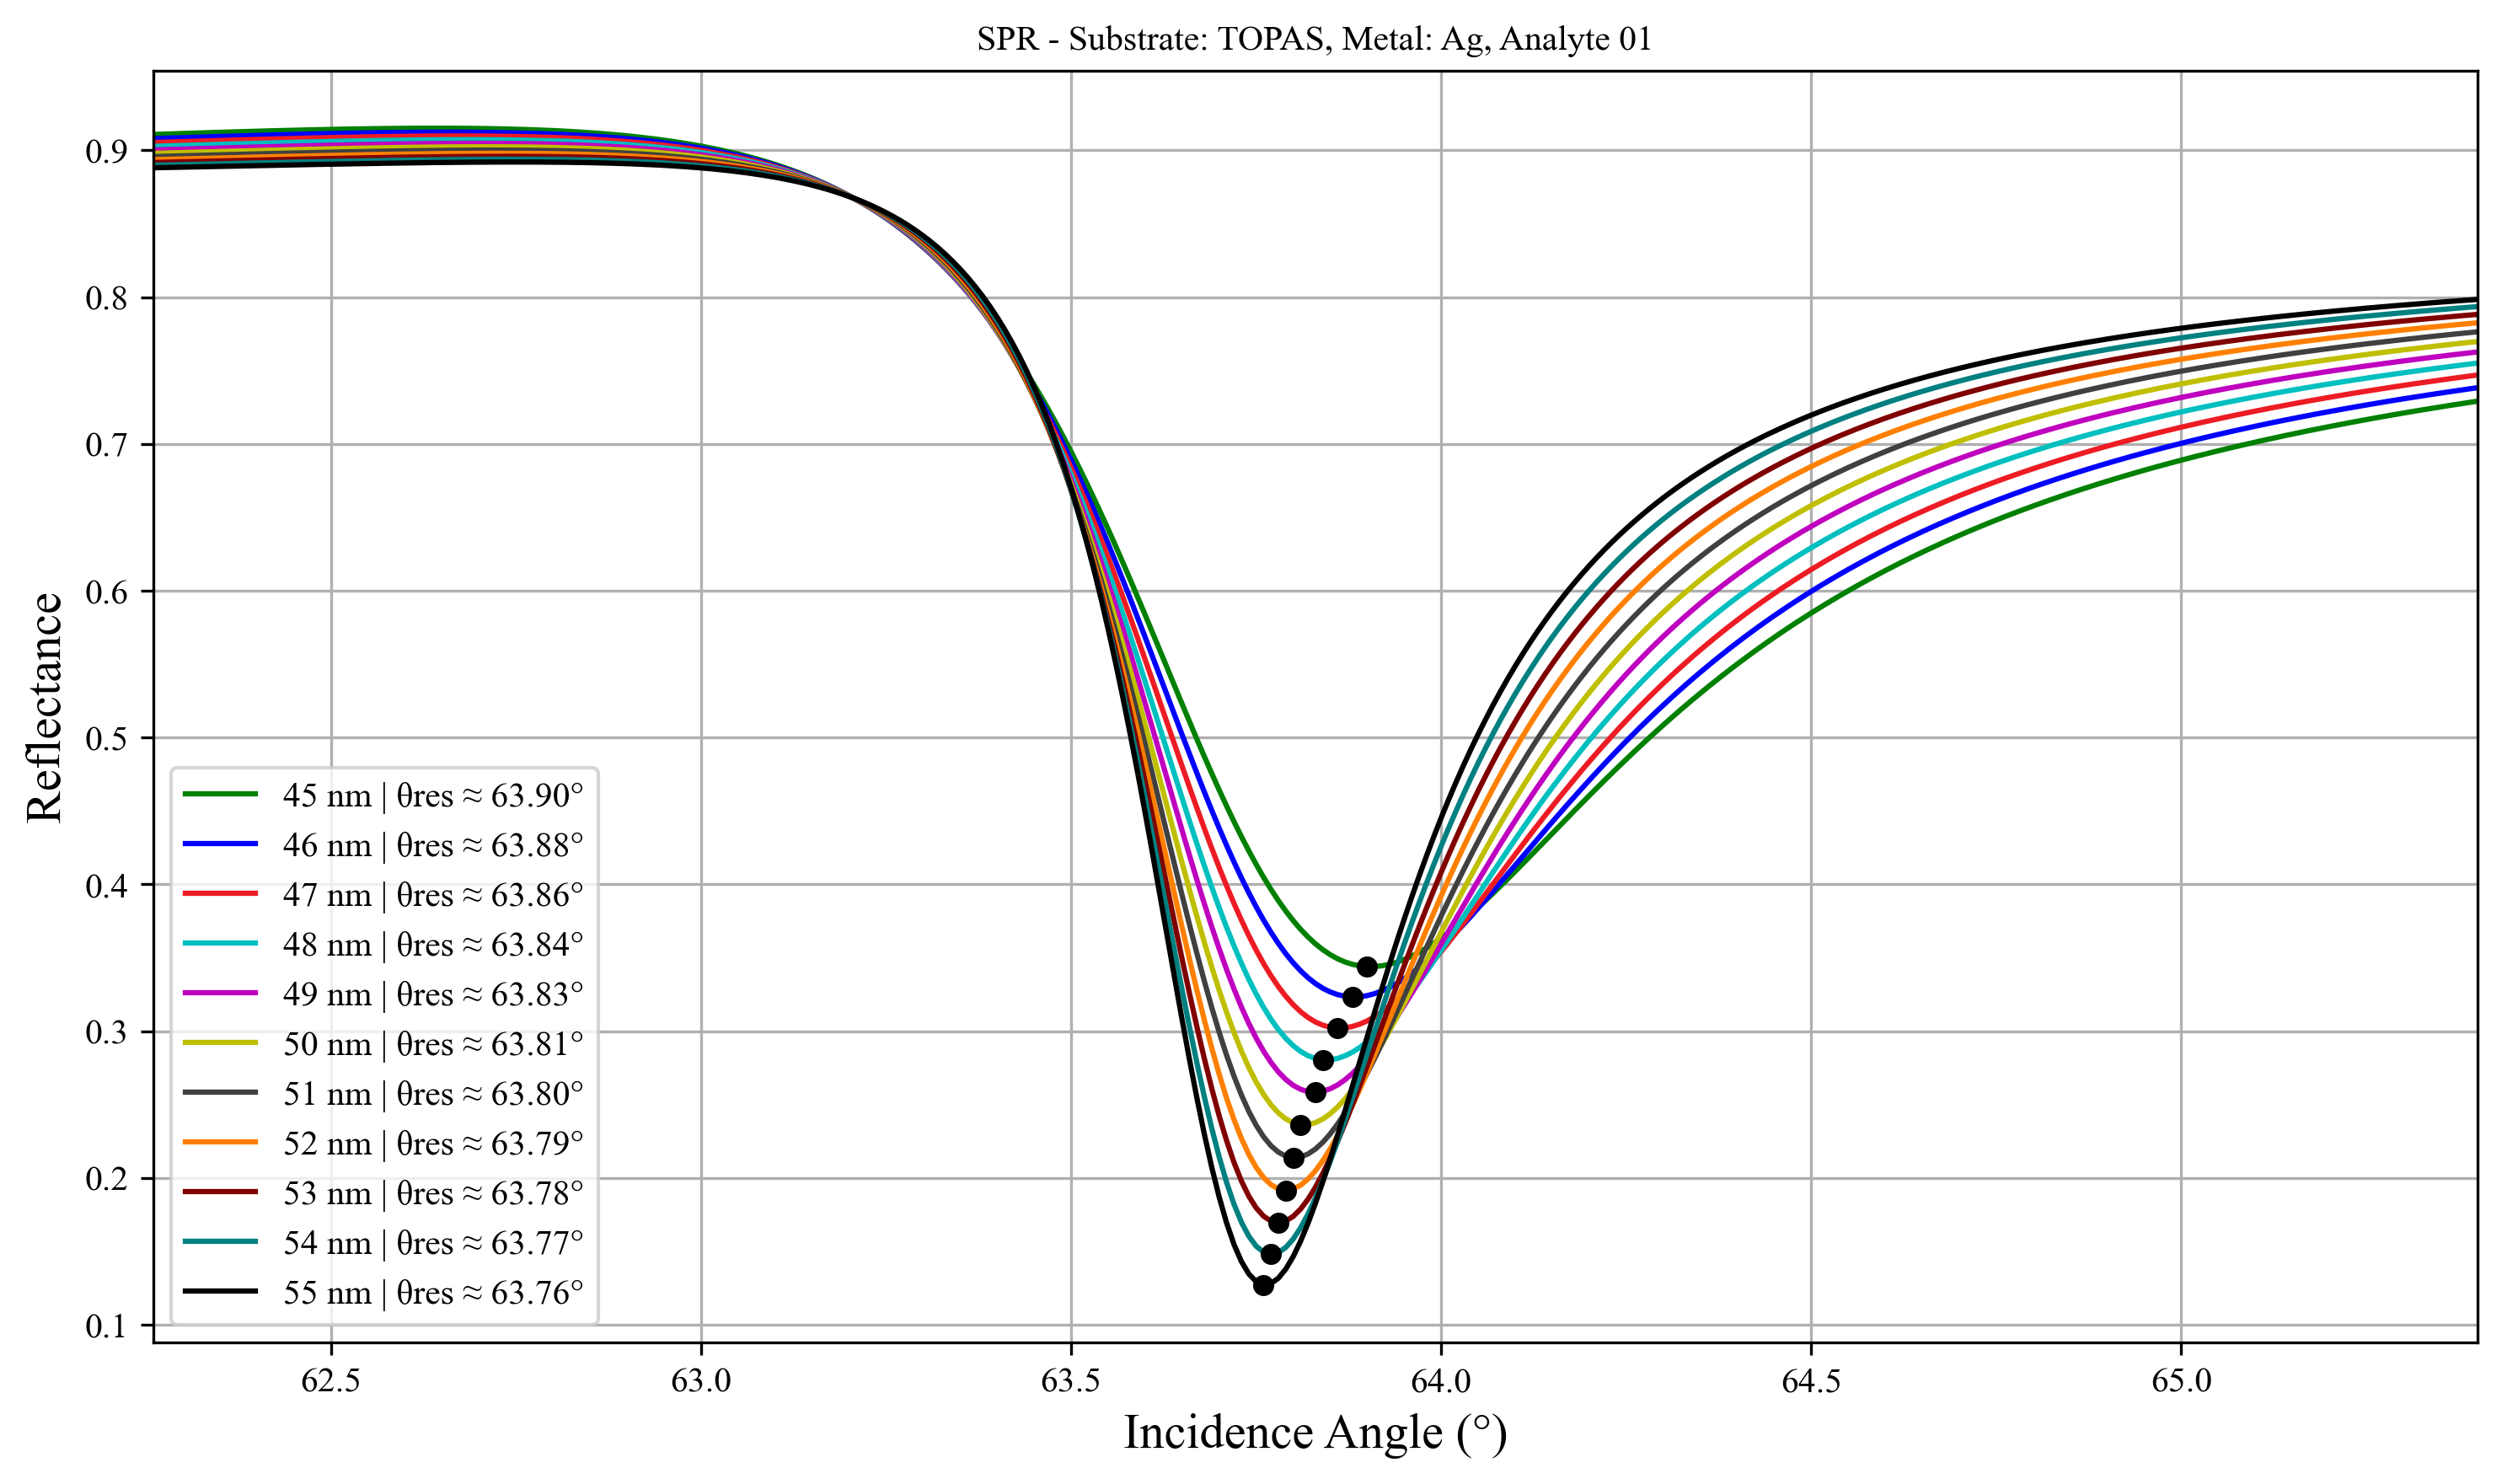 SPR - Substrate: TOPAS, Metal: Ag, Analyte 01
Reflectance
0.9
0.8
0.7
0.6
0.5
0.4
0.3
0.2
0.1
45 nm | θres ≈ 63.90°
46 nm | θres ≈ 63.88°
47 nm | θres ≈ 63.86°
48 nm | θres ≈ 63.84°
49 nm | θres ≈ 63.83°
50 nm | θres ≈ 63.81°
51 nm | θres ≈ 63.80°
52 nm | θres ≈ 63.79°
53 nm | θres ≈ 63.78°
54 nm | θres ≈ 63.77°
55 nm | θres ≈ 63.76°
62.5 63.0 63.5 64.0 64.5 65.0
Incidence Angle (°)